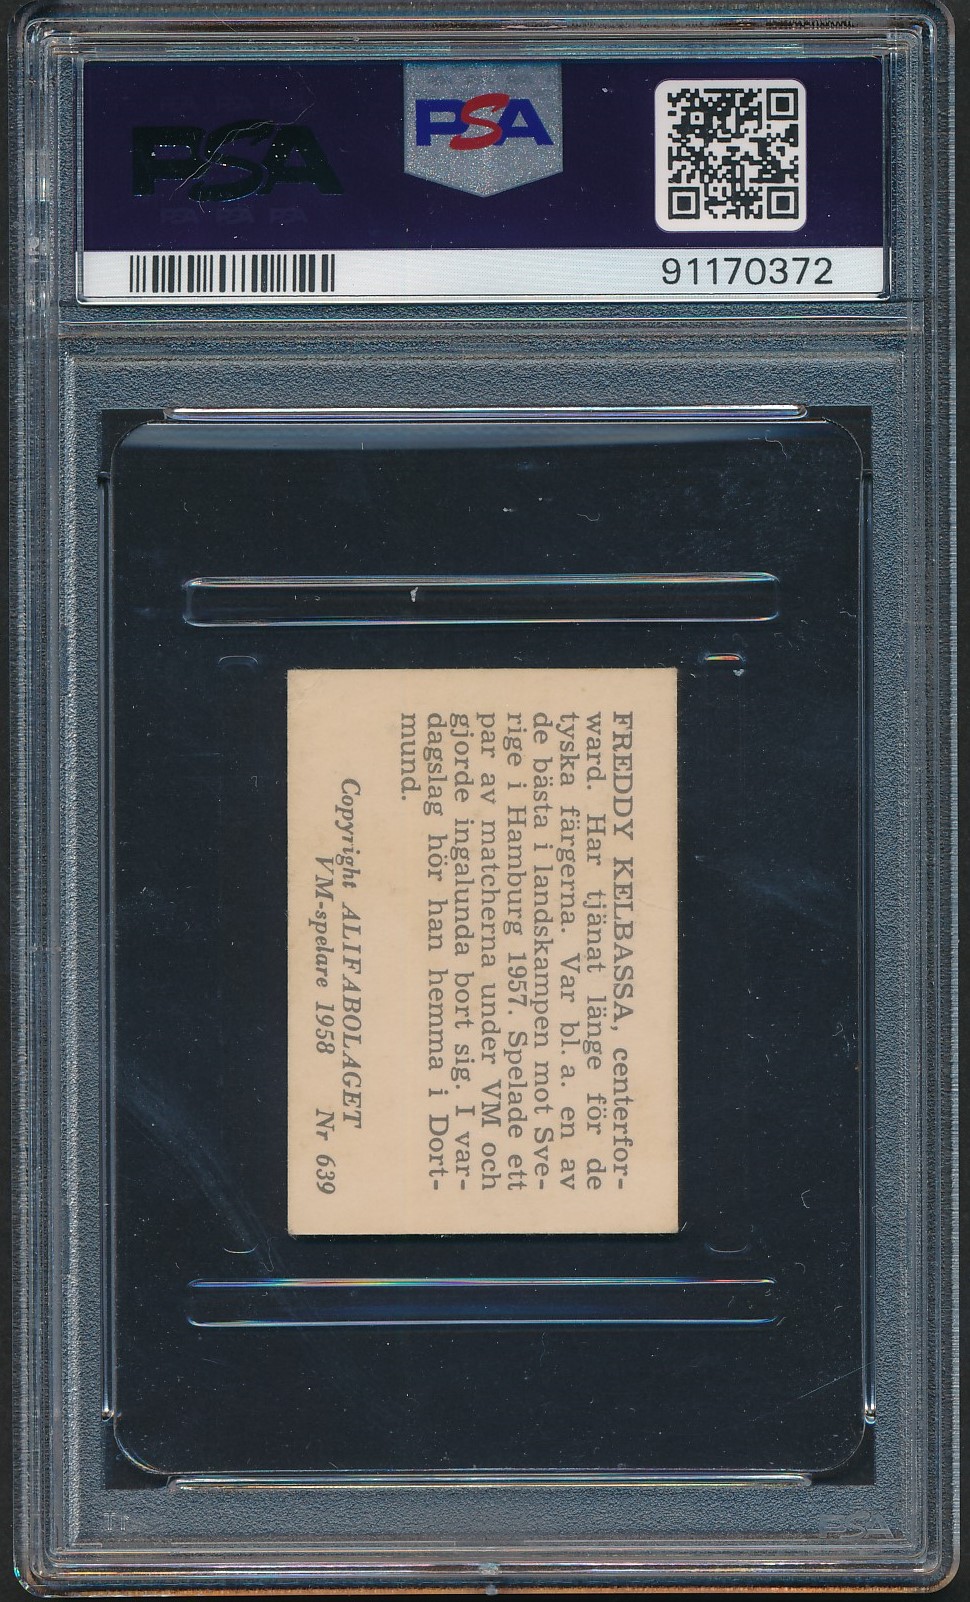 PSA
PSA
91170372
FREDDY KELBASSA, centerfor-
ward. Har tjänat länge för de
tyska färgerna. Var bl. a. en av
de bästa i landskampen mot Sve-
rige i Hamburg 1957. Spelade ett
par av matcherna under VM och
gjorde ingalunda bort sig. I var-
dagslag hör han hemma i Dort-
mund.
Copyright ALIFABOLAGET
VM-spelare 1958 Nr 639
PSA